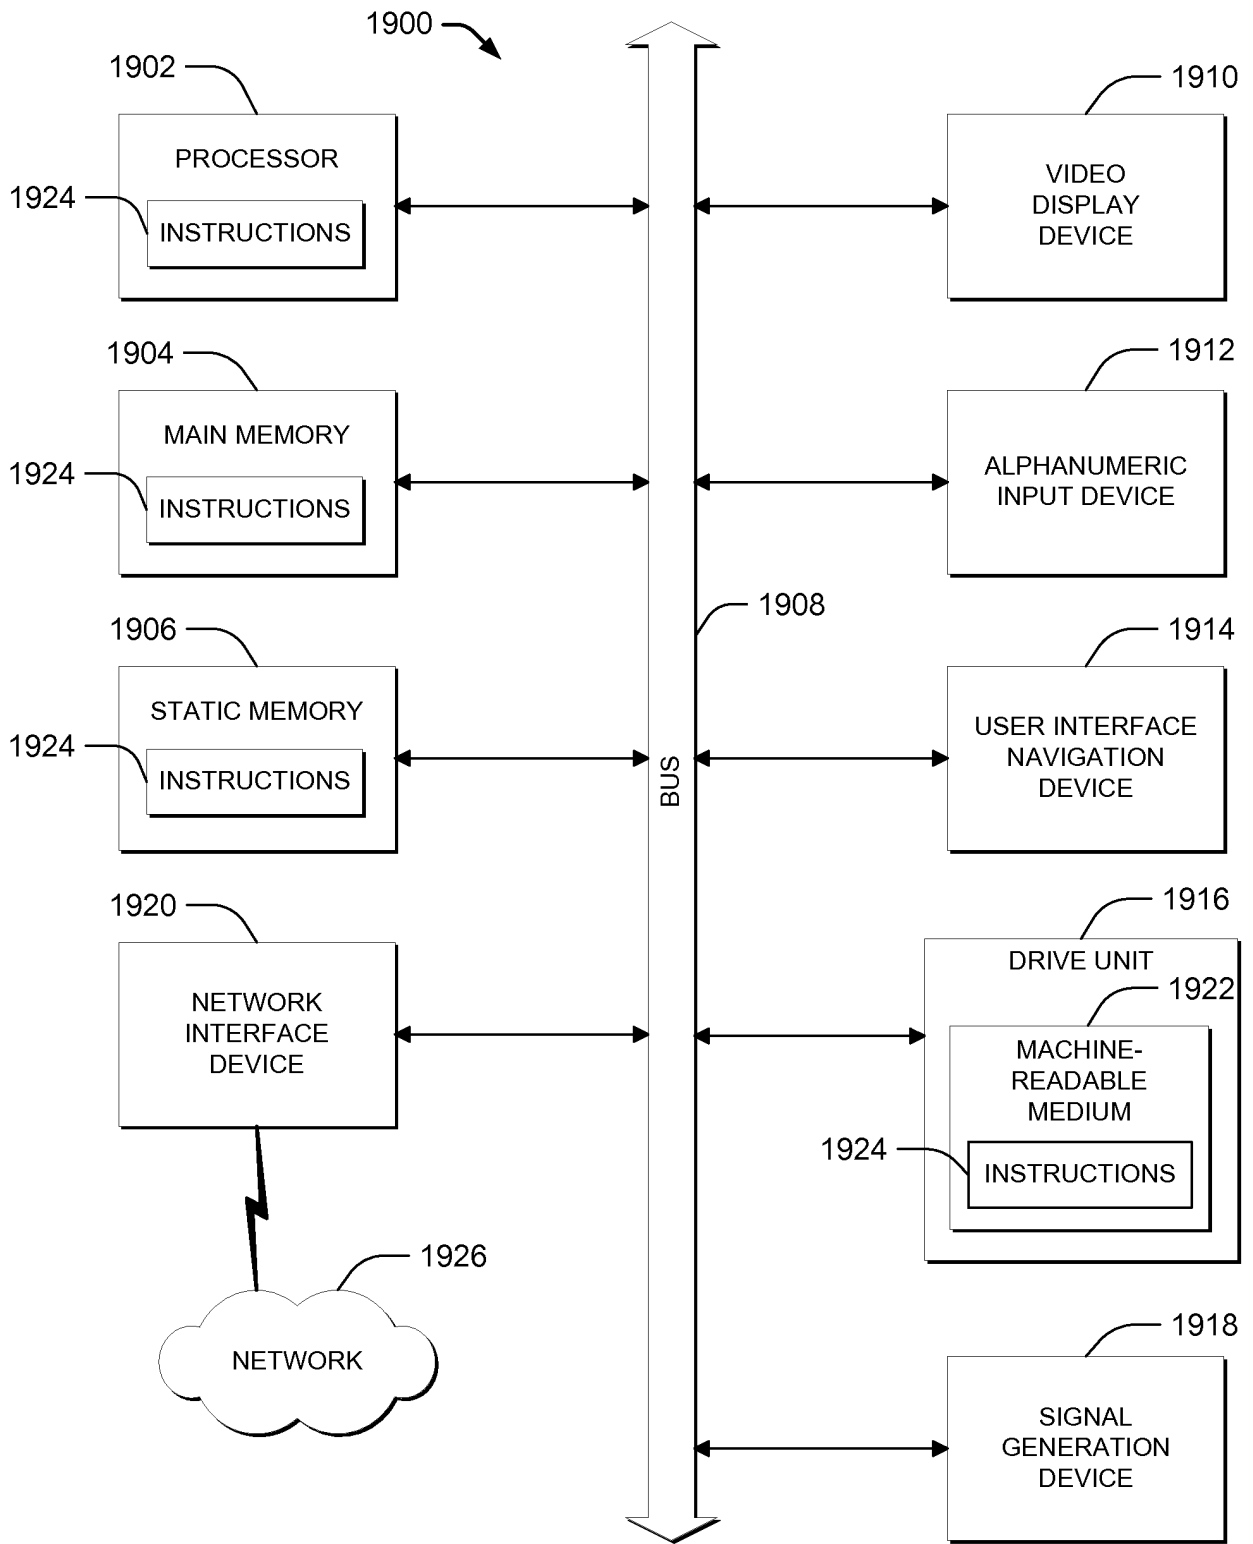 1900
1902
PROCESSOR
1924
INSTRUCTIONS
1904
MAIN MEMORY
1924
INSTRUCTIONS
1906
STATIC MEMORY
1924
INSTRUCTIONS
1920
NETWORK
INTERFACE
DEVICE
1926
NETWORK
1908
BUS
1910
VIDEO
DISPLAY
DEVICE
1912
ALPHANUMERIC
INPUT DEVICE
1914
USER INTERFACE
NAVIGATION
DEVICE
1916
DRIVE UNIT
1922
MACHINE-
READABLE
MEDIUM
1924
INSTRUCTIONS
1918
SIGNAL
GENERATION
DEVICE